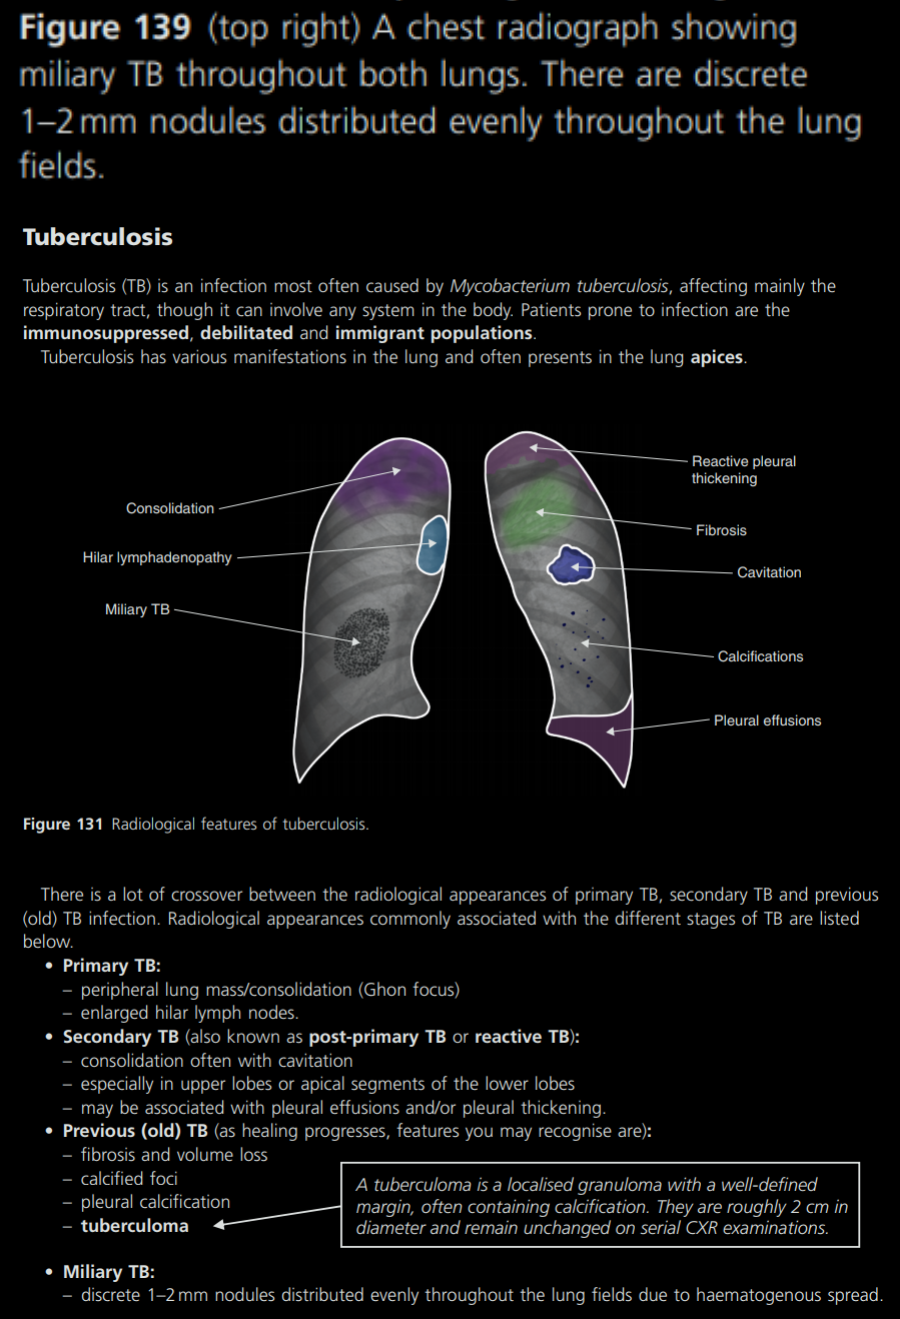 Figure 139 (top right) A chest radiograph showing
miliary TB throughout both lungs. There are discrete
1–2 mm nodules distributed evenly throughout the lung
fields.
Tuberculosis
Tuberculosis (TB) is an infection most often caused by Mycobacterium tuberculosis, affecting mainly the
respiratory tract, though it can involve any system in the body. Patients prone to infection are the
immunosuppressed, debilitated and immigrant populations.
Tuberculosis has various manifestations in the lung and often presents in the lung apices.
Consolidation
Hilar lymphadenopathy
Miliary TB
Reactive pleural
thickening
Fibrosis
Cavitation
Calcifications
Pleural effusions
Figure 131 Radiological features of tuberculosis.
There is a lot of crossover between the radiological appearances of primary TB, secondary TB and previous
(old) TB infection. Radiological appearances commonly associated with the different stages of TB are listed
below.
• Primary TB:
– peripheral lung mass/consolidation (Ghon focus)
– enlarged hilar lymph nodes.
• Secondary TB (also known as post-primary TB or reactive TB):
– consolidation often with cavitation
– especially in upper lobes or apical segments of the lower lobes
– may be associated with pleural effusions and/or pleural thickening.
• Previous (old) TB (as healing progresses, features you may recognise are):
– fibrosis and volume loss
– calcified foci
– pleural calcification
– tuberculoma
A tuberculoma is a localised granuloma with a well-defined
margin, often containing calcification. They are roughly 2 cm in
diameter and remain unchanged on serial CXR examinations.
• Miliary TB:
– discrete 1–2 mm nodules distributed evenly throughout the lung fields due to haematogenous spread.